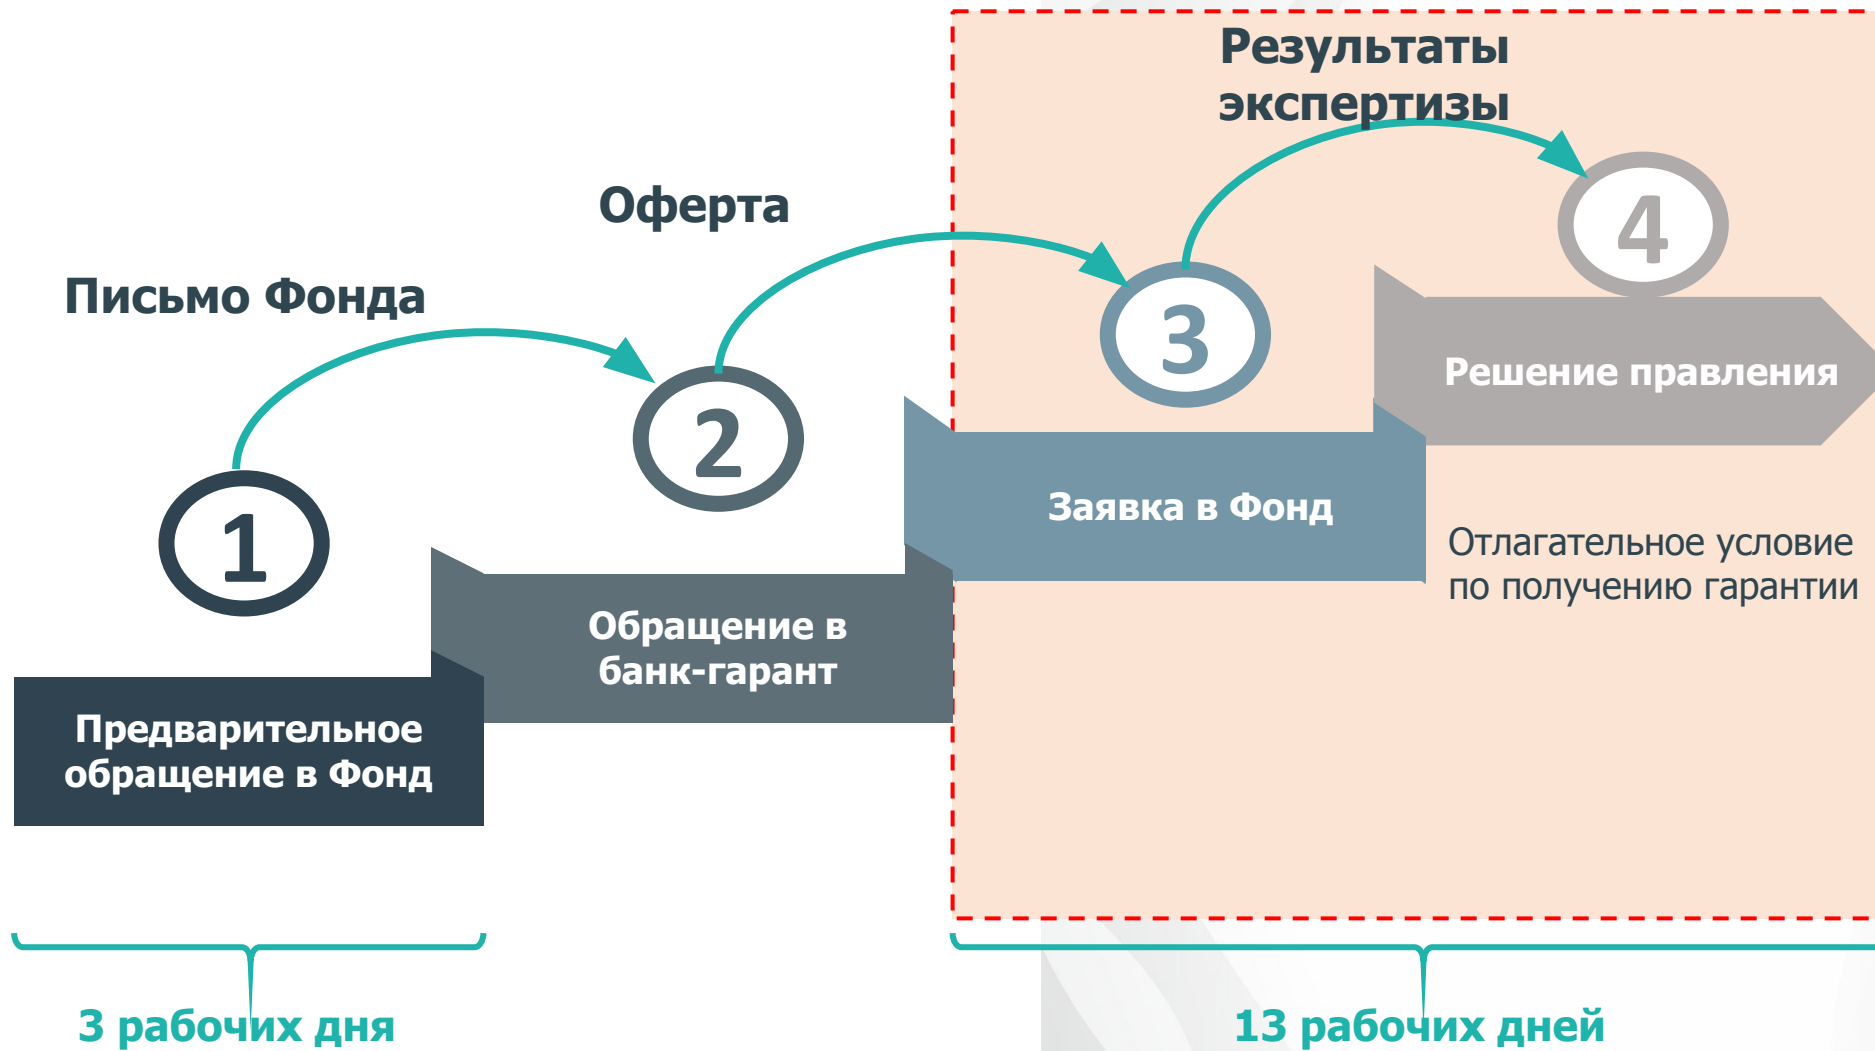 Письмо Фонда
1
Предварительное
обращение в Фонд
3 рабочих дня
Оферта
2
Обращение в
банк-гарант
Результаты
экспертизы
3
Заявка в Фонд
4
Решение правления
Отлагательное условие
по получению гарантии
13 рабочих дней